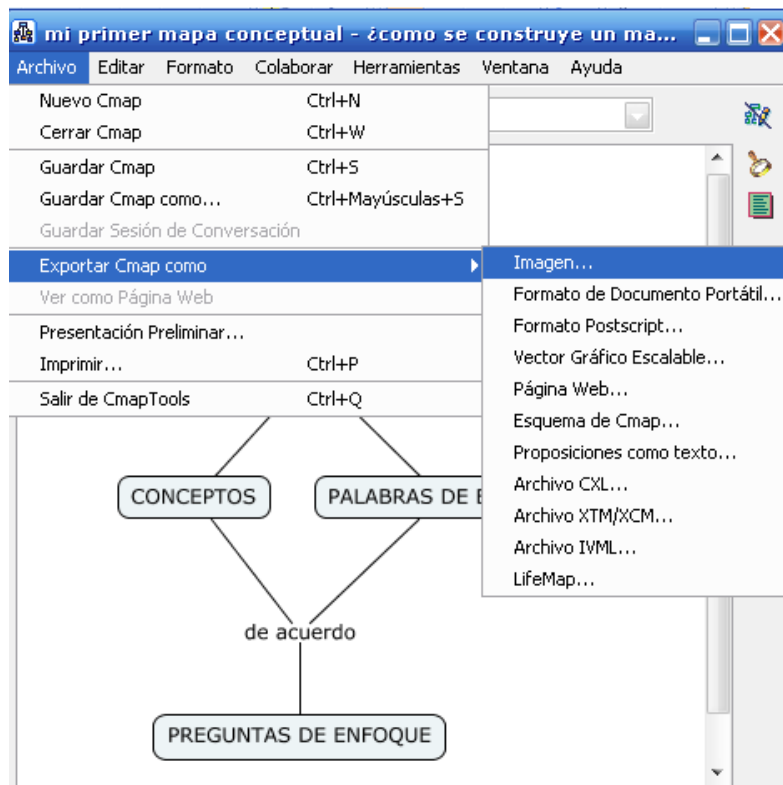 mi primer mapa conceptual - ¿como se construye un ma...
Archivo Editar Formato Colaborar Herramientas Ventana Ayuda
Nuevo Cmap Ctrl+N
Cerrar Cmap Ctrl+W
Guardar Cmap Ctrl+S
Guardar Cmap como... Ctrl+Mayúsculas+S
Guardar Sesión de Conversación
Exportar Cmap como
Ver como Página Web
Presentación Preliminar...
Imprimir... Ctrl+P
Salir de CmapTools Ctrl+Q
Imagen...
Formato de Documento Portátil...
Formato Postscript...
Vector Gráfico Escalable...
Página Web...
Esquema de Cmap...
Proposiciones como texto...
Archivo CXL...
Archivo XTM/XCM...
Archivo IVML...
LifeMap...
CONCEPTOS
PALABRAS DE
de acuerdo
PREGUNTAS DE ENFOQUE